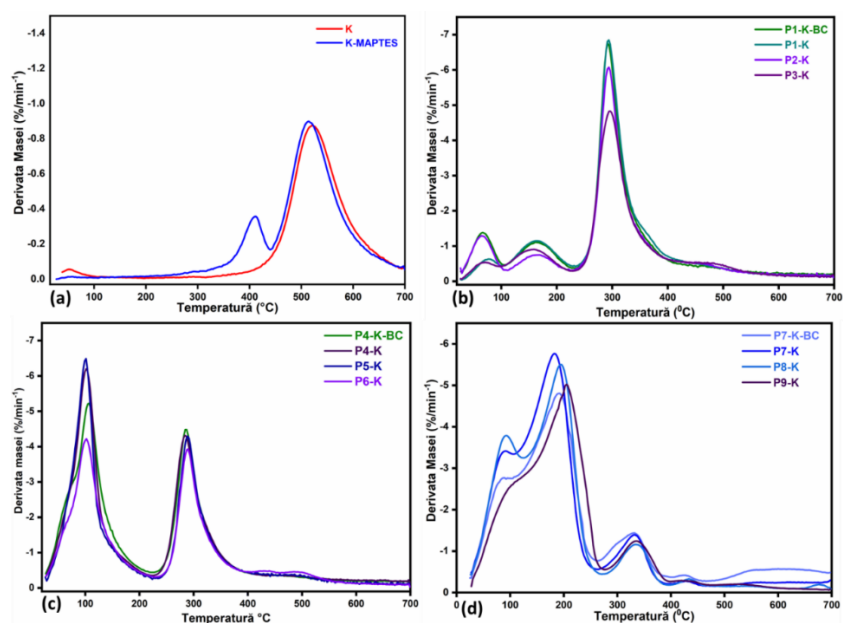 K
K-MAPTES
Derivata Masei (%/min⁻¹)
-1.4
-1.2
-1.0
-0.8
-0.6
-0.4
-0.2
0.0
(a)
100
200
300
400
500
600
700
Temperatură (°C)
P1-K-BC
P1-K
P2-K
P3-K
Derivata Masei (%/min⁻¹)
-7
-6
-5
-4
-3
-2
-1
0
(b)
100
200
300
400
500
600
700
Temperatură (⁰C)
P4-K-BC
P4-K
P5-K
P6-K
Derivata masei (%/min⁻¹)
-7
-6
-5
-4
-3
-2
-1
0
(c)
100
200
300
400
500
600
700
Temperatură °C
P7-K-BC
P7-K
P8-K
P9-K
Derivata Masei (%/min⁻¹)
-6
-5
-4
-3
-2
-1
0
(d)
0
100
200
300
400
500
600
700
Temperatură (⁰C)